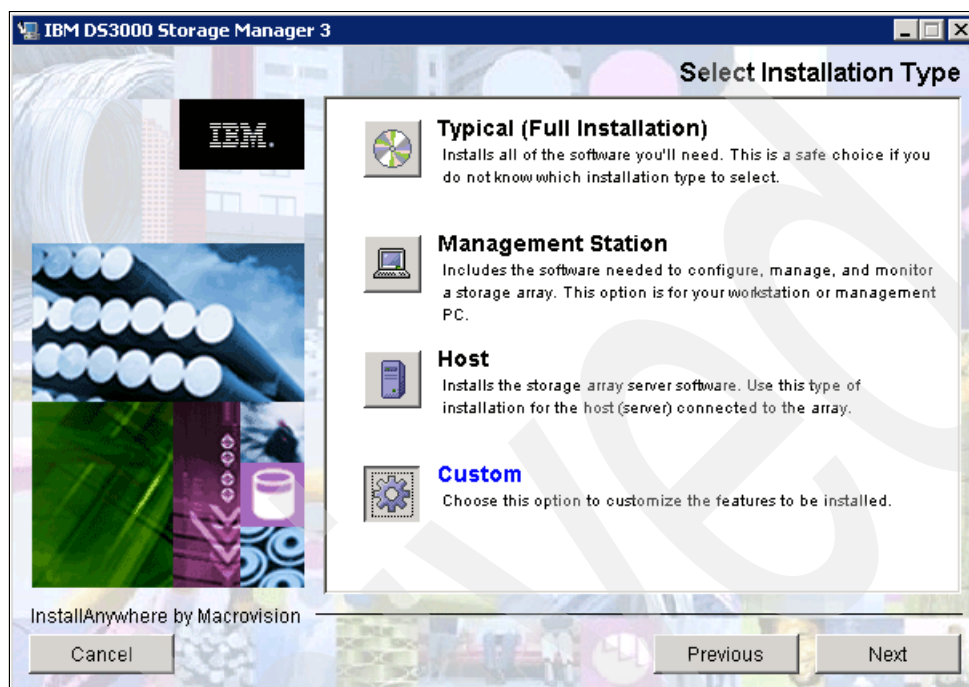 IBM DS3000 Storage Manager 3
Select Installation Type
IBM.
Typical (Full Installation)
Installs all of the software you'll need. This is a safe choice if you
do not know which installation type to select.
Management Station
Includes the software needed to configure, manage, and monitor
a storage array. This option is for your workstation or management
PC.
Host
Installs the storage array server software. Use this type of
installation for the host (server) connected to the array.
Custom
Choose this option to customize the features to be installed.
InstallAnywhere by Macrovision
Cancel
Previous
Next